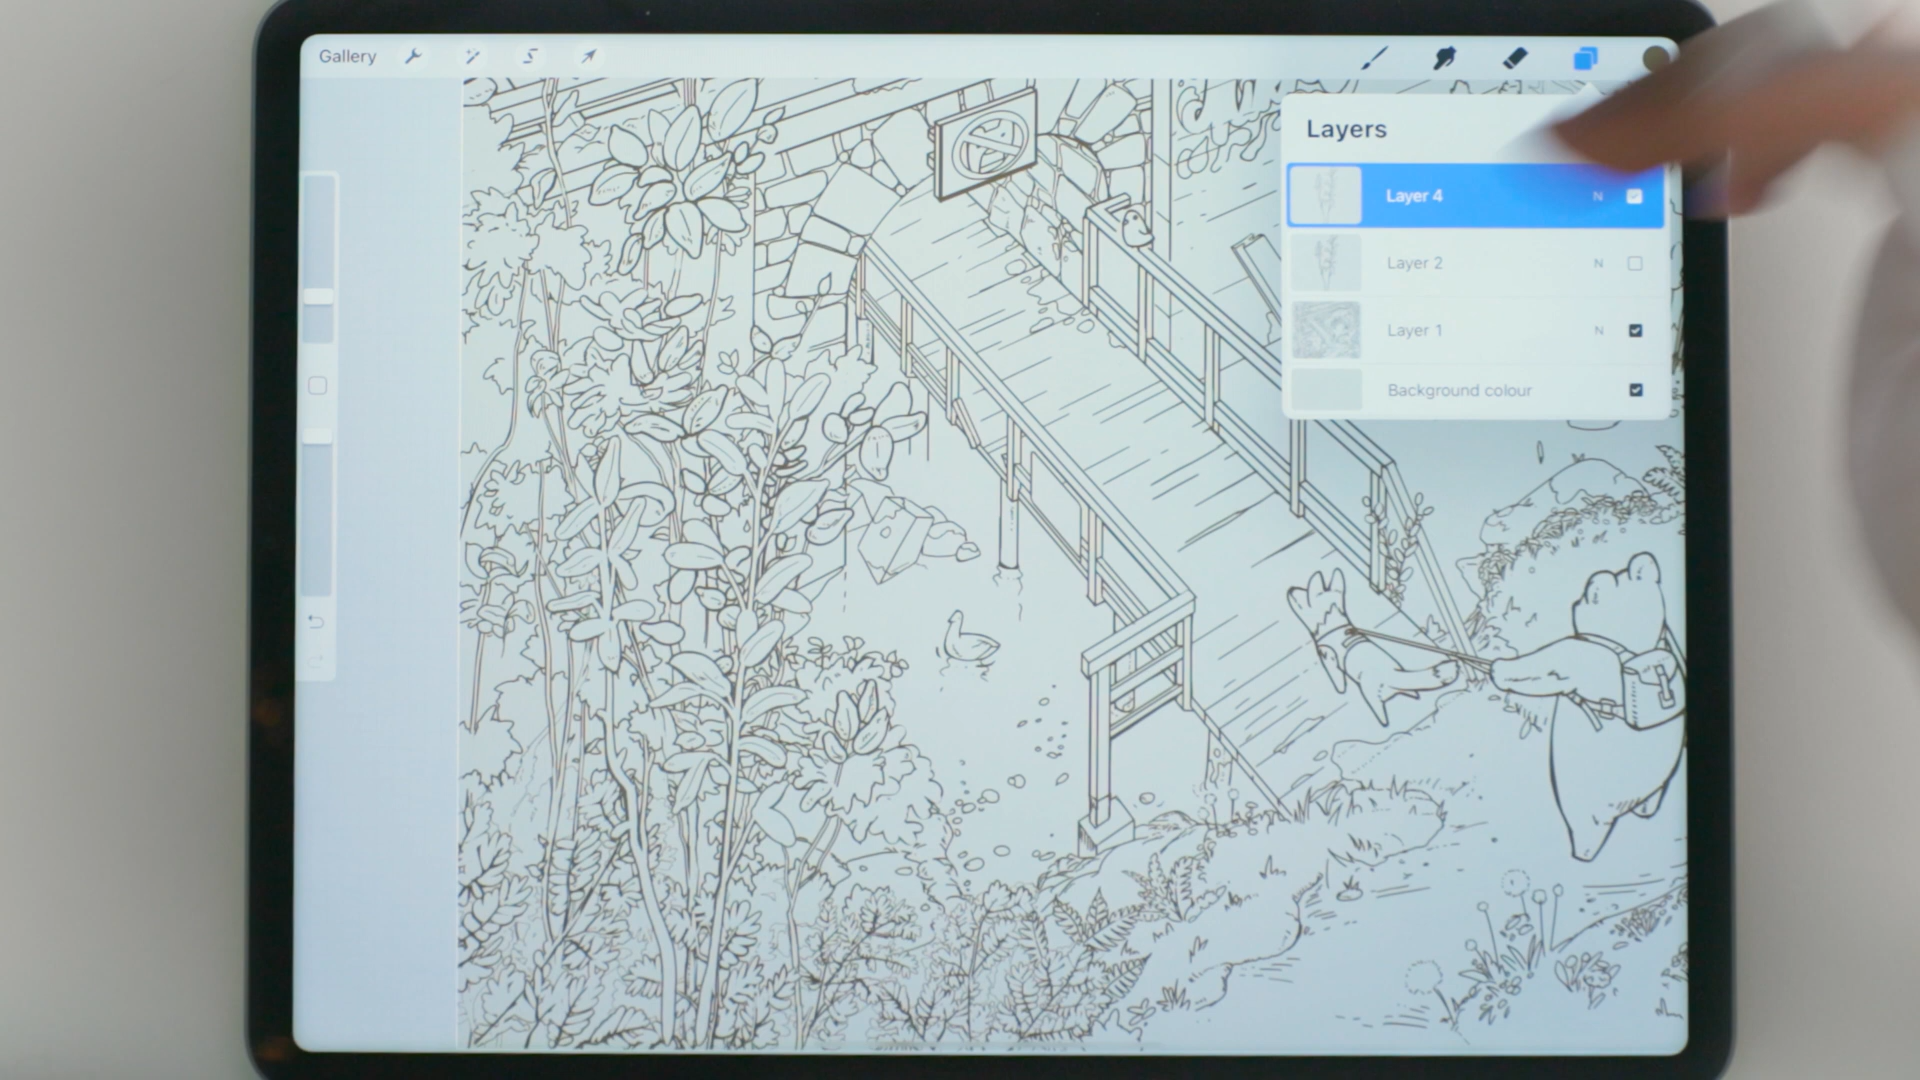 Gallery
Layers
Layer 4 N
Layer 2 N
Layer 1 N
Background colour